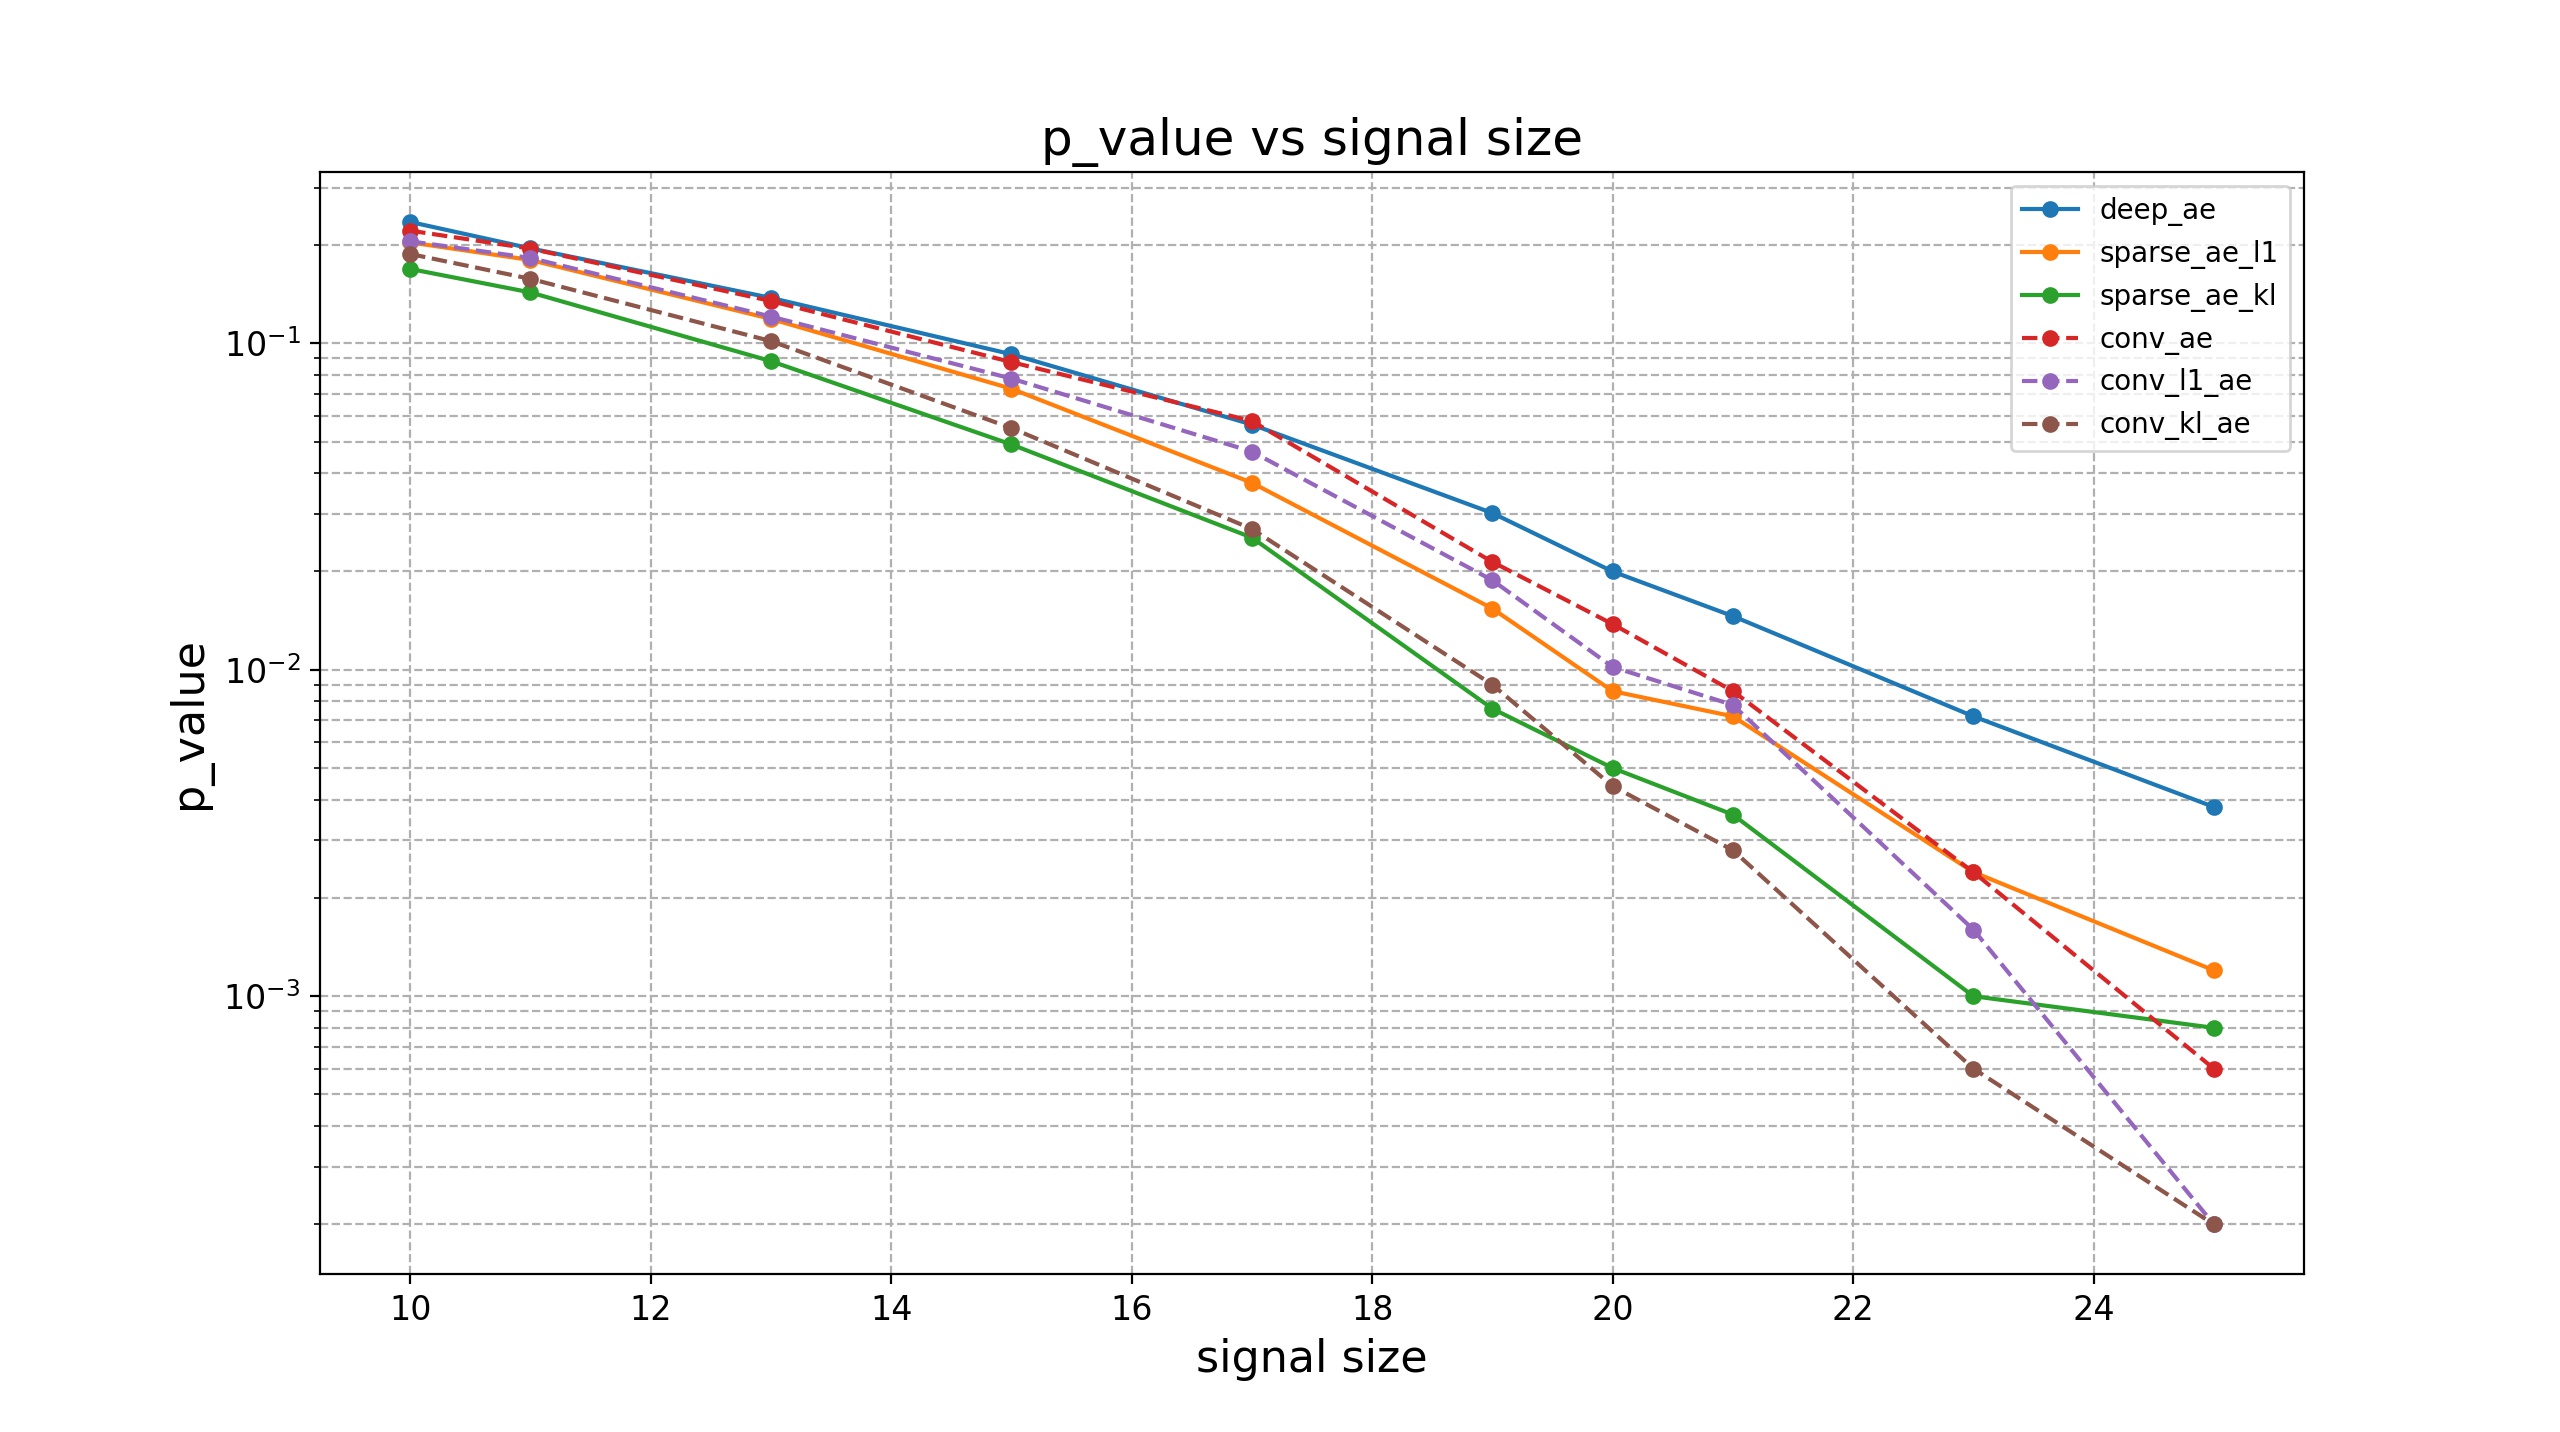 p_value vs signal size
deep_ae
sparse_ae_l1
sparse_ae_kl
conv_ae
conv_l1_ae
conv_kl_ae
10⁻¹
10⁻²
10⁻³
p_value
10 12 14 16 18 20 22 24
signal size